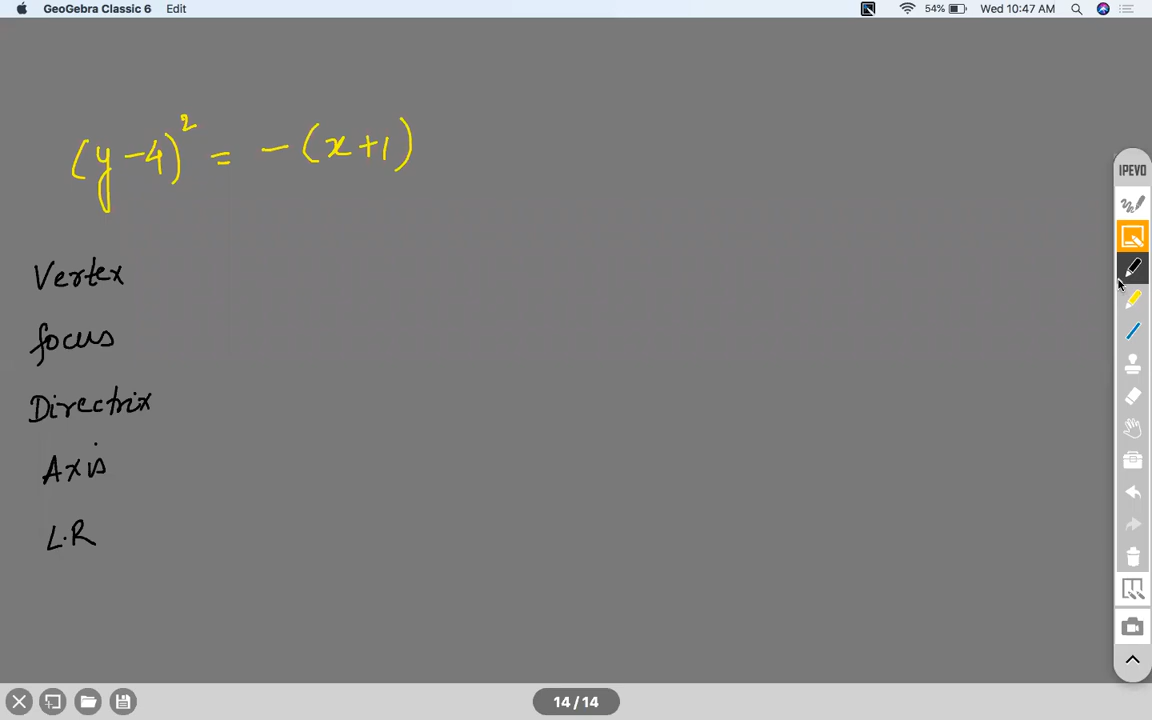 GeoGebra Classic 6 Edit 54% Wed 10:47 AM
(y-4)² = -(x+1)
IPEVO
Vertex
focus
Directrix
Axis
L.R
14/14